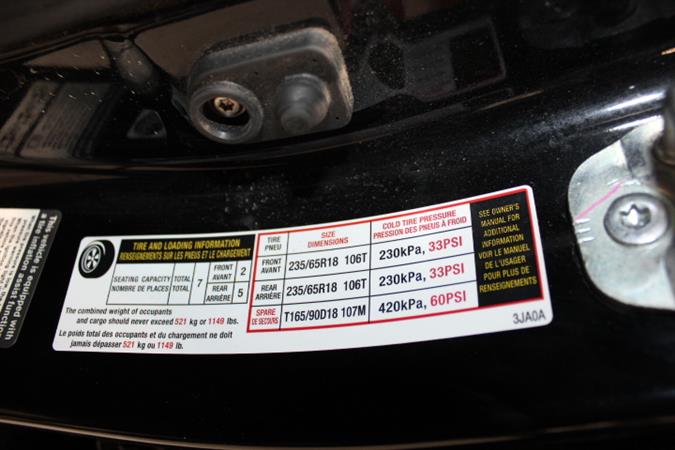 This vehicle is equipped with
a tire inflation assist function
TIRE AND LOADING INFORMATION
RENSEIGNEMENTS SUR LES PNEUS ET LE CHARGEMENT
SEATING CAPACITY TOTAL 7 FRONT 2
NOMBRE DE PLACES TOTAL AVANT
REAR 5
ARRIÈRE
The combined weight of occupants
and cargo should never exceed 521 kg or 1149 lbs.
Le poids total des occupants et du chargement ne doit
jamais dépasser 521 kg ou 1149 lb.
TIRE SIZE COLD TIRE PRESSURE
PNEU DIMENSIONS PRESSION DES PNEUS À FROID
FRONT 235/65R18 106T 230kPa, 33PSI
AVANT
REAR 235/65R18 106T 230kPa, 33PSI
ARRIÈRE
SPARE T165/90D18 107M 420kPa, 60PSI
DE SECOURS
SEE OWNER'S
MANUAL FOR
ADDITIONAL
INFORMATION
VOIR LE MANUEL
DE L'USAGER
POUR PLUS DE
RENSEIGNEMENTS
3JA0A